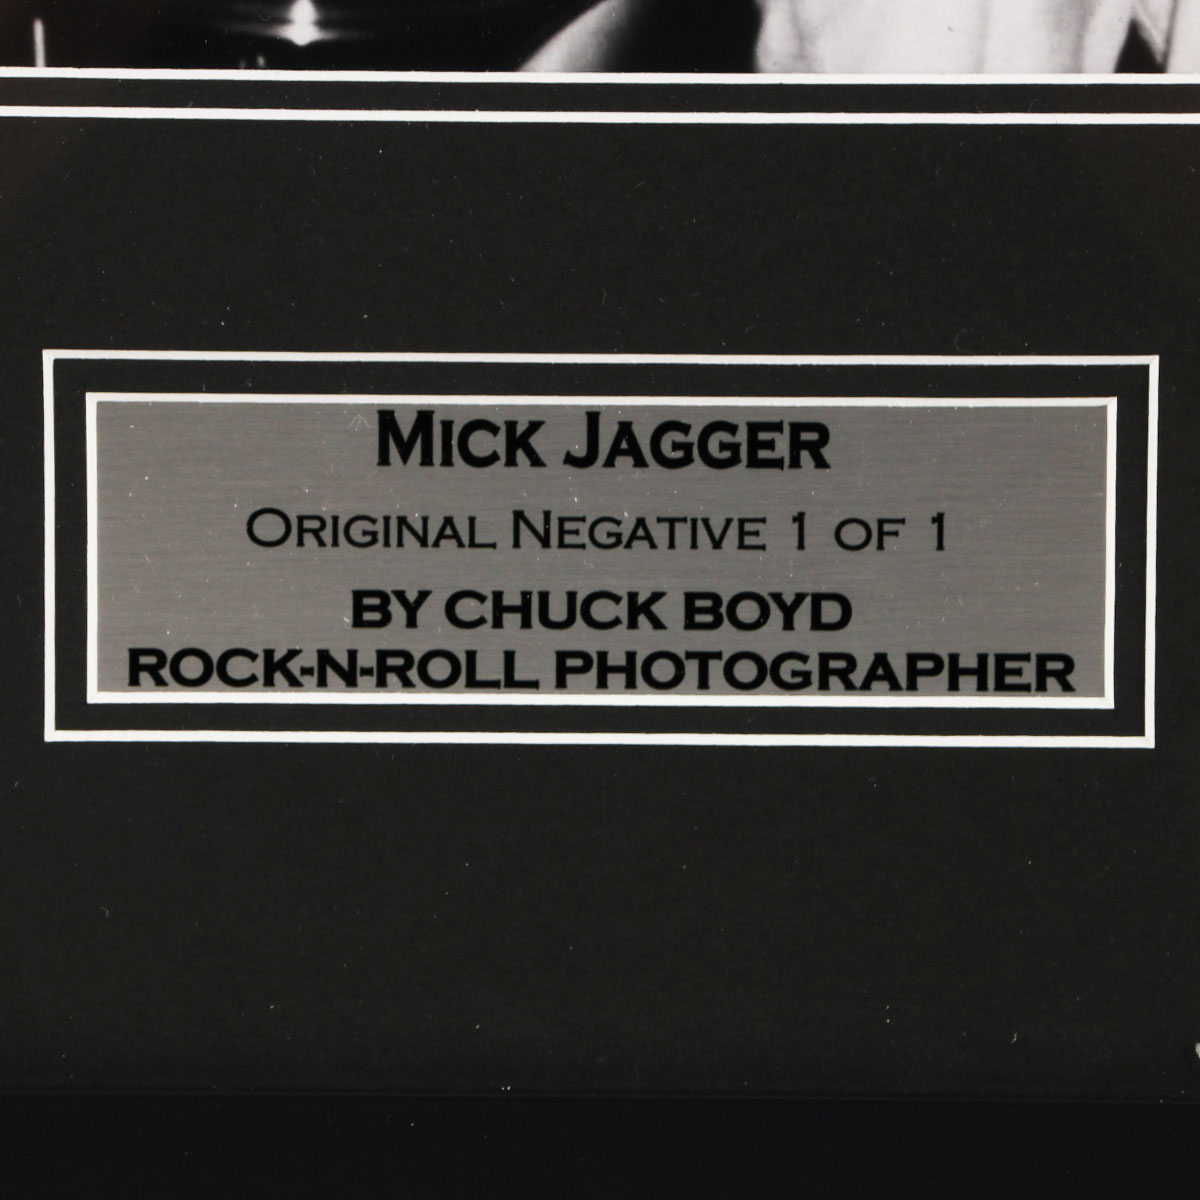 MICK JAGGER
ORIGINAL NEGATIVE 1 OF 1
BY CHUCK BOYD
ROCK-N-ROLL PHOTOGRAPHER